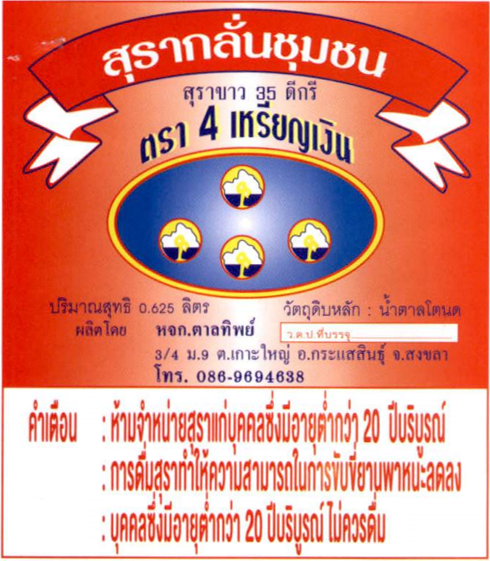 สุรากลั่นชุมชน
สุราขาว 35 ดีกรี
ตรา 4 เหรียญเงิน
ปริมาณสุทธิ 0.625 ลิตร วัตถุดิบหลัก : น้ำตาลโตนด
ผลิตโดย หจก.ตาลทิพย์ ว.ด.ป.ที่บรรจุ
3/4 ม.9 ต.เกาะใหญ่ อ.กระแสสินธุ์ จ.สงขลา
โทร. 086-9694638
คำเตือน : ห้ามจำหน่ายสุราแก่บุคคลซึ่งมีอายุต่ำกว่า 20 ปีบริบูรณ์
: การดื่มสุราทำให้ความสามารถในการขับขี่ยานพาหนะลดลง
: บุคคลซึ่งมีอายุต่ำกว่า 20 ปีบริบูรณ์ ไม่ควรดื่ม